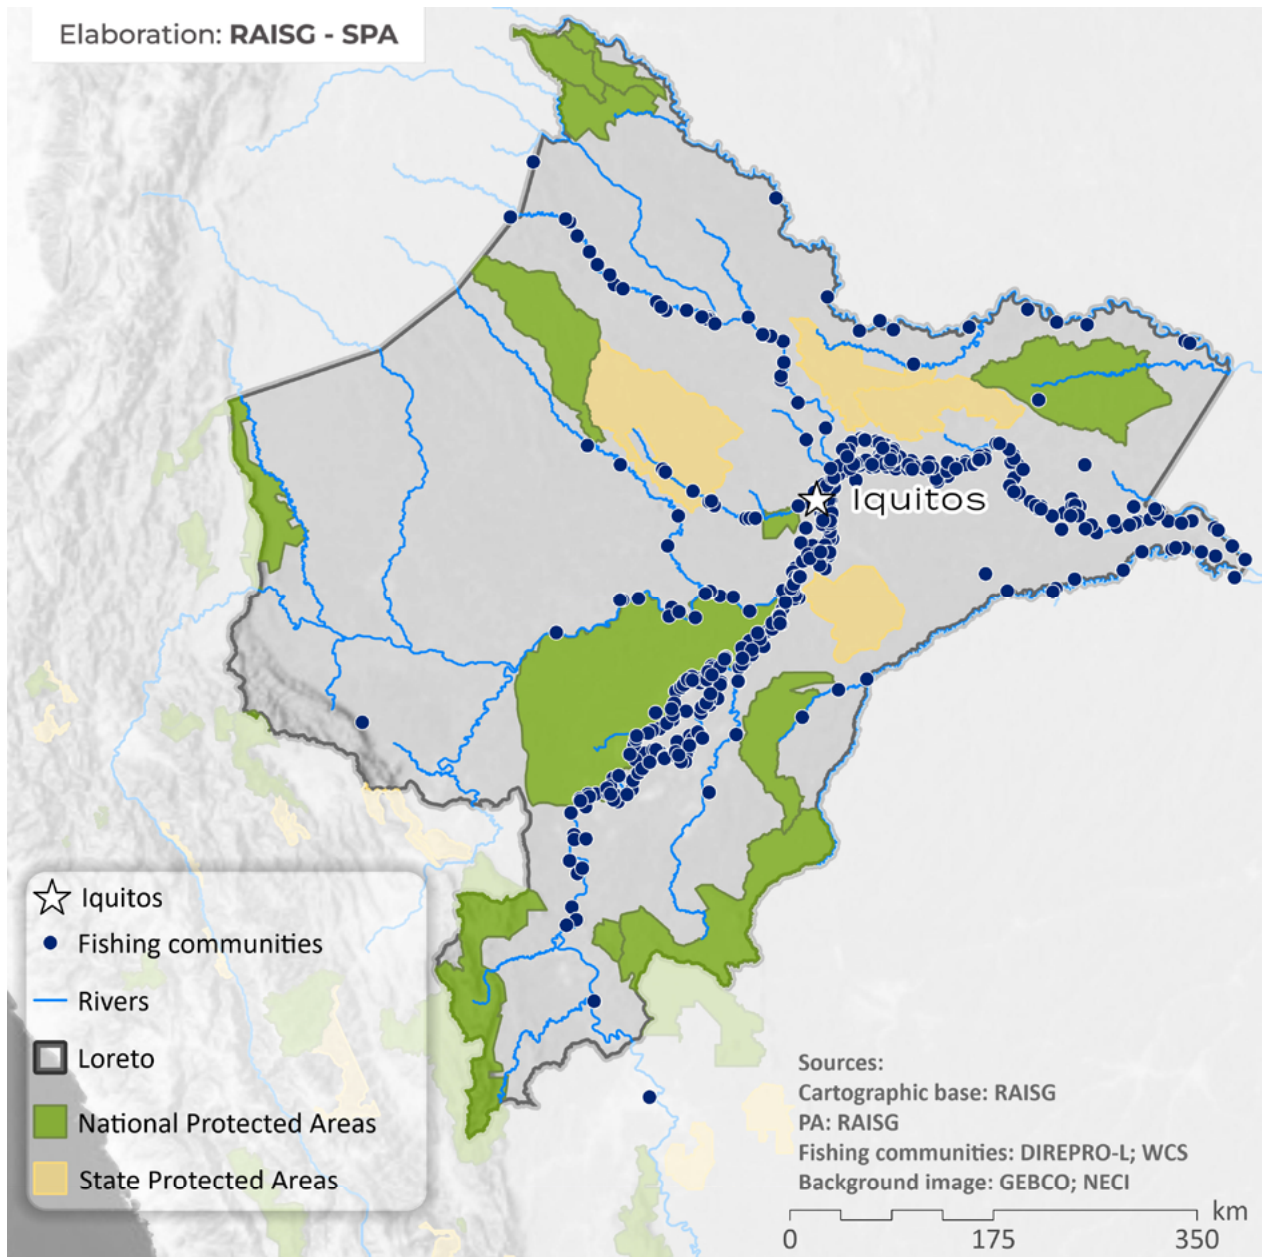 Elaboration: RAISG - SPA
Iquitos
Iquitos
Fishing communities
Rivers
Loreto
National Protected Areas
State Protected Areas
Sources:
Cartographic base: RAISG
PA: RAISG
Fishing communities: DIREPRO-L; WCS
Background image: GEBCO; NECI
km
0 175 350